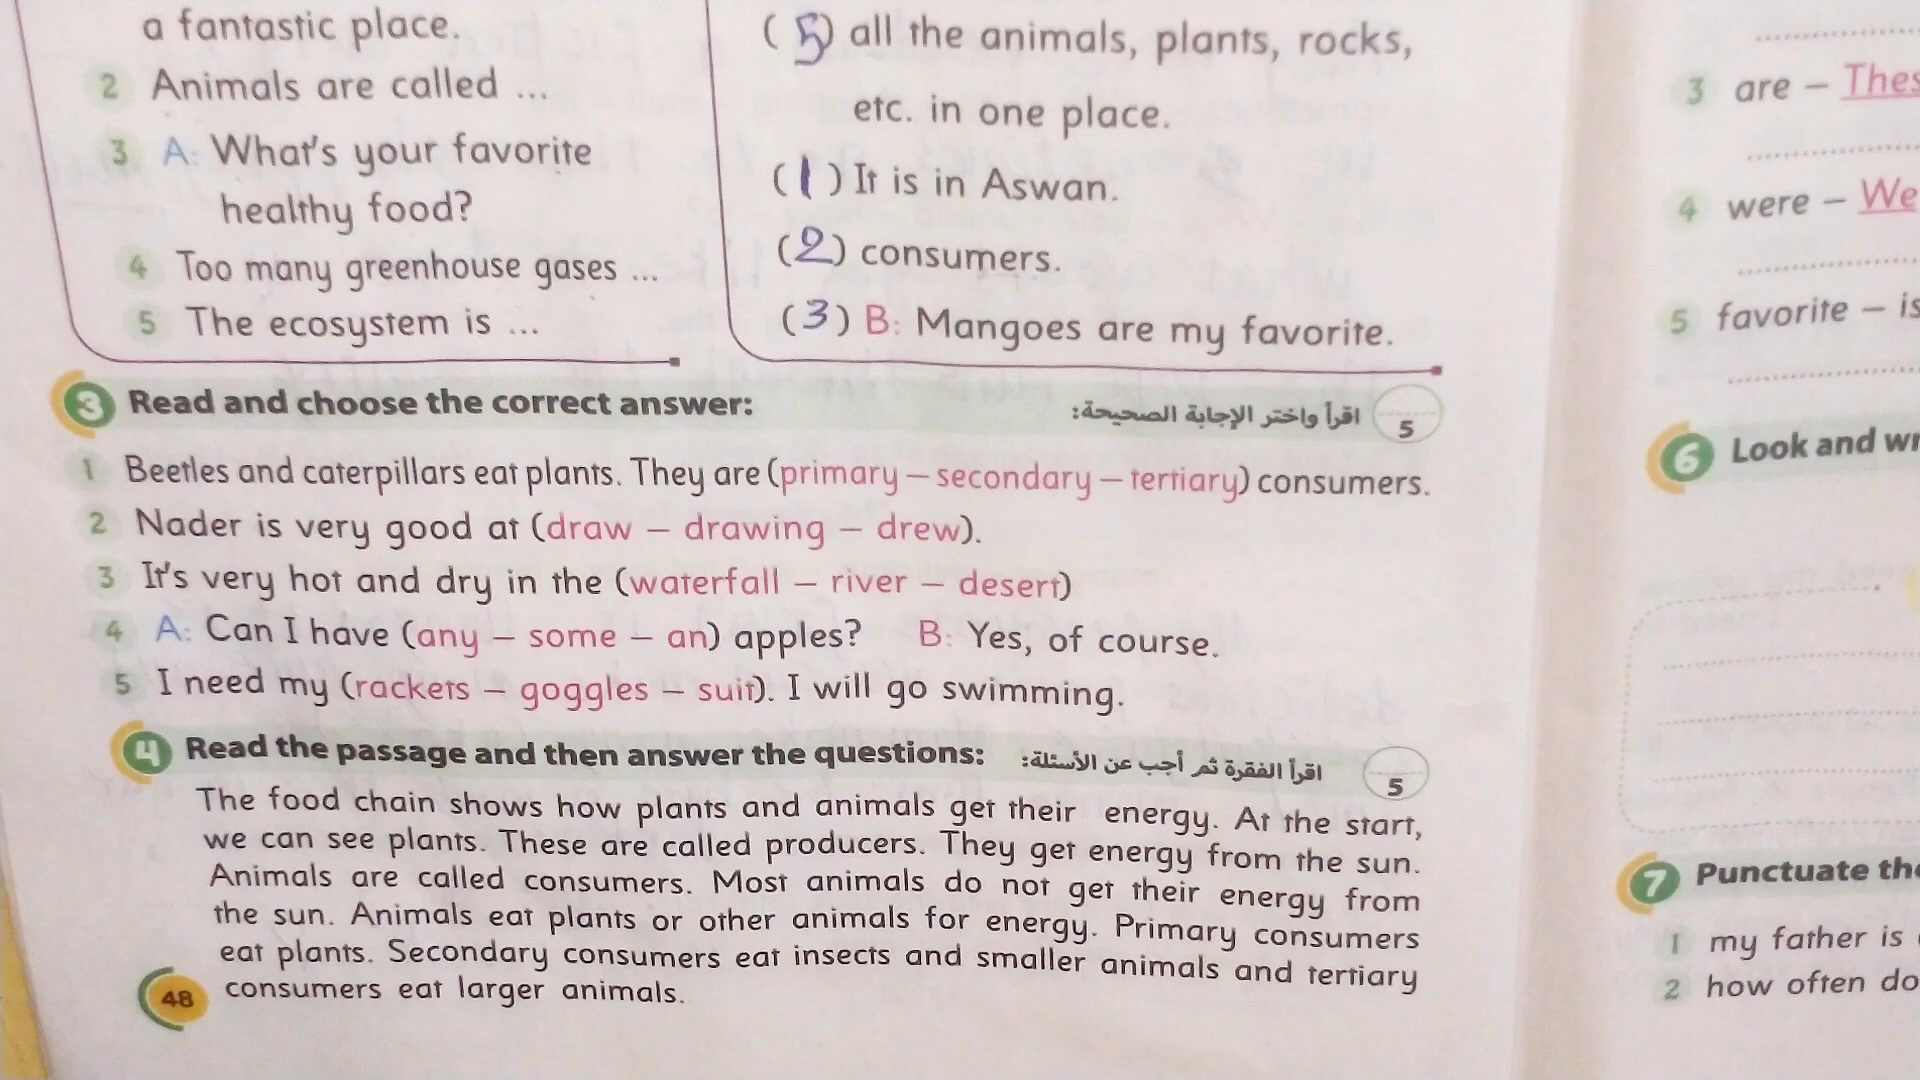 a fantastic place.
2 Animals are called ...
3 A: What's your favorite
healthy food?
4 Too many greenhouse gases ...
5 The ecosystem is ...
(5) all the animals, plants, rocks,
etc. in one place.
(1) It is in Aswan.
(2) consumers.
(3) B: Mangoes are my favorite.
3 Read and choose the correct answer: اقرأ واختر الإجابة الصحيحة: 5
1 Beetles and caterpillars eat plants. They are (primary – secondary – tertiary) consumers.
2 Nader is very good at (draw – drawing – drew).
3 It's very hot and dry in the (waterfall – river – desert)
4 A: Can I have (any – some – an) apples? B: Yes, of course.
5 I need my (rackets – goggles – suit). I will go swimming.
4 Read the passage and then answer the questions: اقرأ الفقرة ثم أجب عن الأسئلة: 5
The food chain shows how plants and animals get their energy. At the start,
we can see plants. These are called producers. They get energy from the sun.
Animals are called consumers. Most animals do not get their energy from
the sun. Animals eat plants or other animals for energy. Primary consumers
eat plants. Secondary consumers eat insects and smaller animals and tertiary
consumers eat larger animals.
48
3 are – Thes
4 were – We
5 favorite – is
6 Look and wr
7 Punctuate the
1 my father is
2 how often do